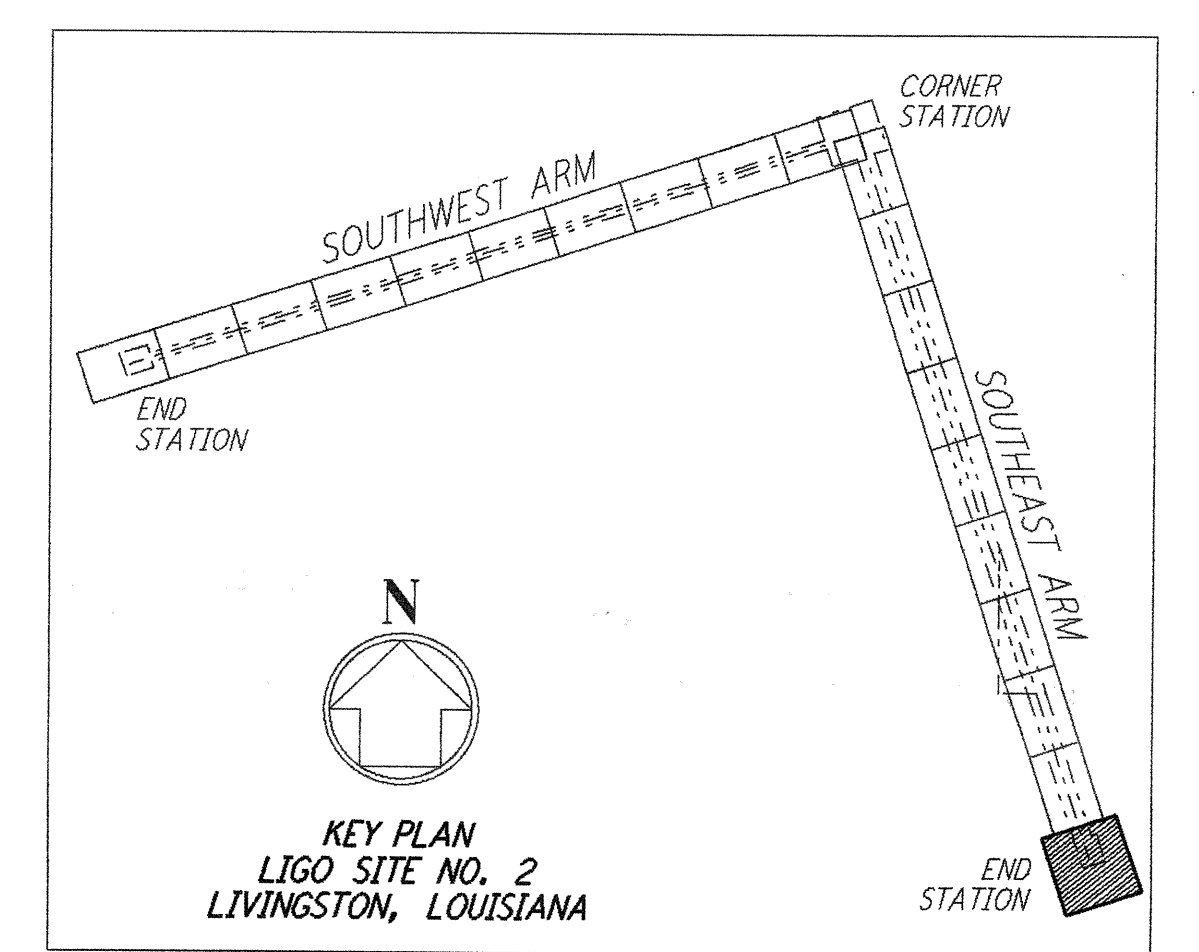 CORNER
STATION
SOUTHWEST ARM
END
STATION
SOUTHEAST ARM
N
KEY PLAN
LIGO SITE NO. 2
LIVINGSTON, LOUISIANA
END
STATION